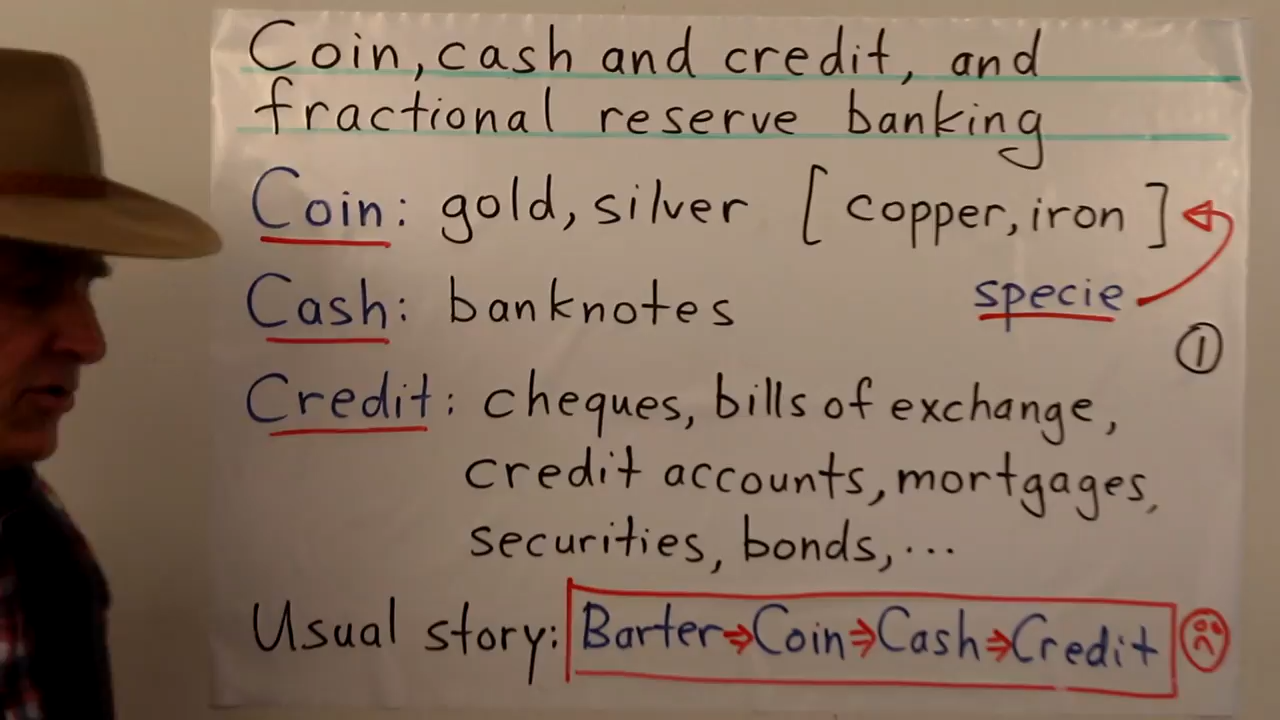 Coin, cash and credit, and
fractional reserve banking
Coin: gold, silver [copper, iron]
specie
Cash: banknotes
①
Credit: cheques, bills of exchange,
credit accounts, mortgages,
securities, bonds, ...
Usual story: Barter ⇒ Coin ⇒ Cash ⇒ Credit